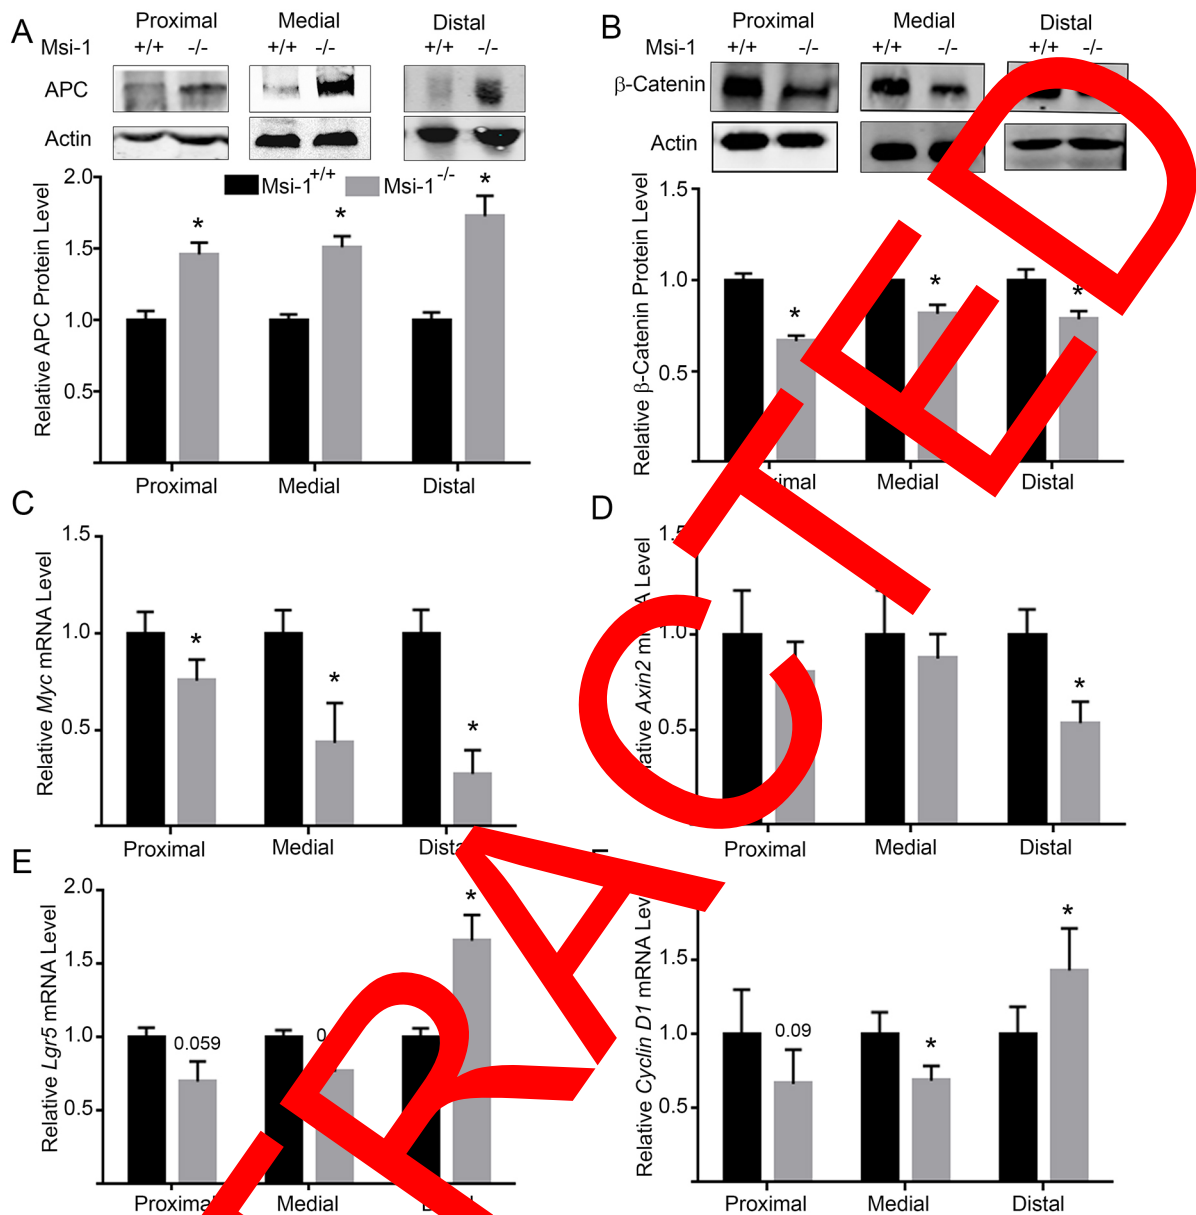 A
Proximal Medial Distal
Msi-1 +/+ -/- +/+ -/- +/+ -/-
APC
Actin
Msi-1+/+ Msi-1-/-
Relative APC Protein Level
2.0
1.5
1.0
0.5
* * *
Proximal Medial Distal
B
Proximal Medial Distal
Msi-1 +/+ -/- +/+ -/- +/+ -/-
β-Catenin
Actin
Relative β-Catenin Protein Level
1.5
1.0
0.5
* * *
Medial Distal
C
Relative Myc mRNA Level
1.5
1.0
0.5
* * *
Proximal Medial
D
Axin2
Level
1.0
0.5
*
Proximal Medial Distal
E
Relative Lgr5 mRNA Level
2.0
1.5
1.0
0.5
0.059 *
Medial
Relative Cyclin D1 mRNA
1.5
1.0
0.5
0.09 * *
Proximal Medial Distal
RACTED